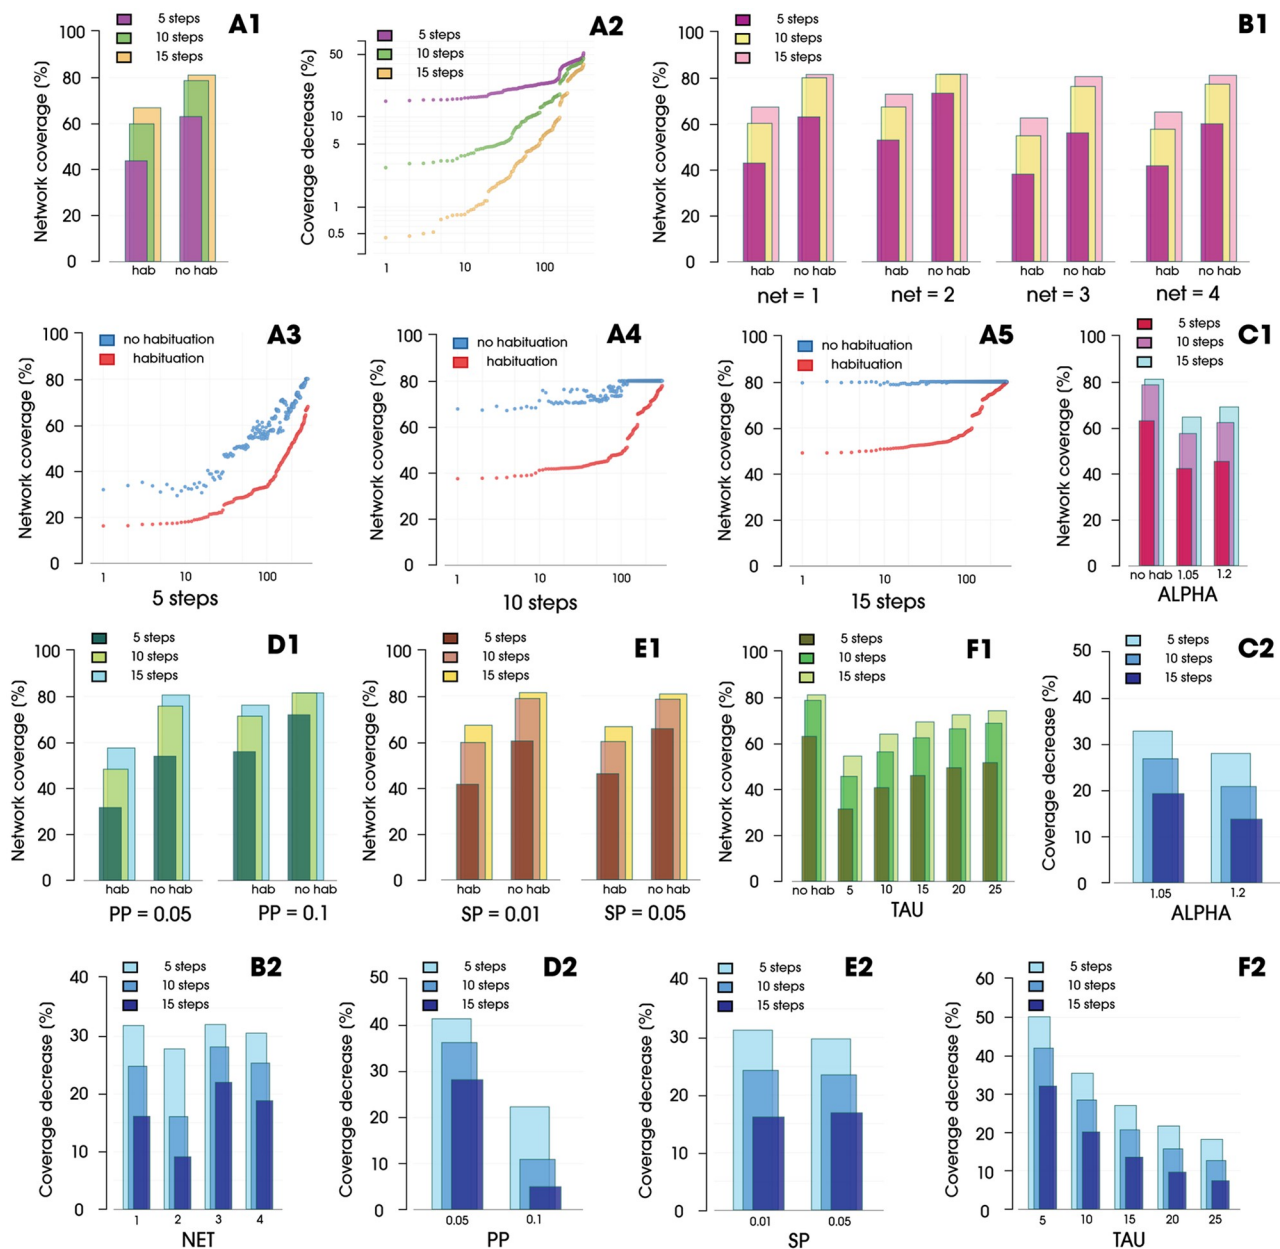 A1
5 steps
10 steps
15 steps
Network coverage (%)
100
80
60
40
20
0
hab no hab
A2
5 steps
10 steps
15 steps
Coverage decrease (%)
50
10
5
1
0.5
1 10 100
B1
5 steps
10 steps
15 steps
Network coverage (%)
100
80
60
40
20
0
hab no hab hab no hab hab no hab hab no hab
net = 1 net = 2 net = 3 net = 4
A3
no habituation
habituation
Network coverage (%)
100
80
60
40
20
0
1 10 100
5 steps
A4
no habituation
habituation
Network coverage (%)
100
80
60
40
20
0
1 10 100
10 steps
A5
no habituation
habituation
Network coverage (%)
100
80
60
40
20
0
1 10 100
15 steps
C1
5 steps
10 steps
15 steps
Network coverage (%)
100
80
60
40
20
0
no hab 1.05 1.2
ALPHA
D1
5 steps
10 steps
15 steps
Network coverage (%)
100
80
60
40
20
0
hab no hab hab no hab
PP = 0.05 PP = 0.1
E1
5 steps
10 steps
15 steps
Network coverage (%)
100
80
60
40
20
0
hab no hab hab no hab
SP = 0.01 SP = 0.05
F1
5 steps
10 steps
15 steps
Network coverage (%)
100
80
60
40
20
0
no hab 5 10 15 20 25
TAU
C2
5 steps
10 steps
15 steps
Coverage decrease (%)
50
40
30
20
10
0
1.05 1.2
ALPHA
B2
5 steps
10 steps
15 steps
Coverage decrease (%)
40
30
20
10
0
1 2 3 4
NET
D2
5 steps
10 steps
15 steps
Coverage decrease (%)
50
40
30
20
10
0
0.05 0.1
PP
E2
5 steps
10 steps
15 steps
Coverage decrease (%)
40
30
20
10
0
0.01 0.05
SP
F2
5 steps
10 steps
15 steps
Coverage decrease (%)
60
50
40
30
20
10
0
5 10 15 20 25
TAU